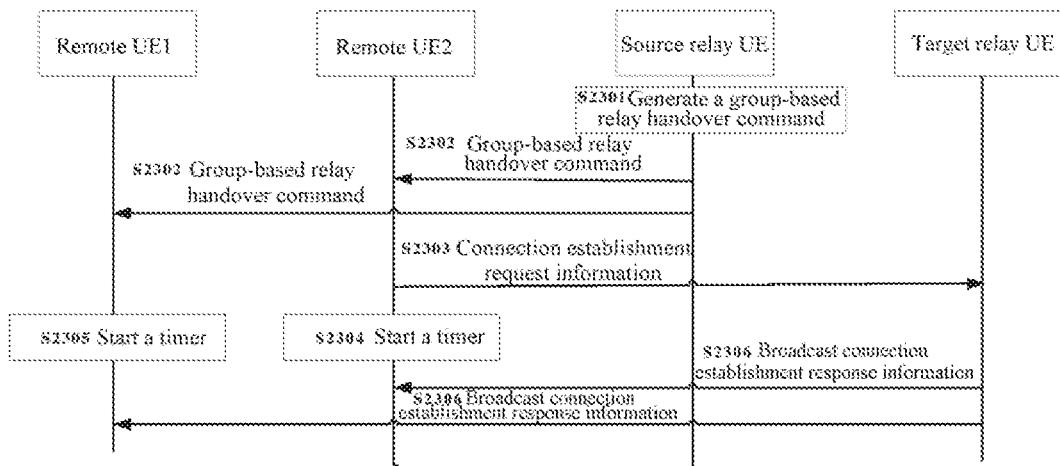 Remote UE1
Remote UE2
Source relay UE
Target relay UE
S2301 Generate a group-based
relay handover command
S2302 Group-based relay
handover command
S2302 Group-based relay
handover command
S2303 Connection establishment
request information
S2305 Start a timer
S2304 Start a timer
S2306 Broadcast connection
establishment response information
S2306 Broadcast connection
establishment response information